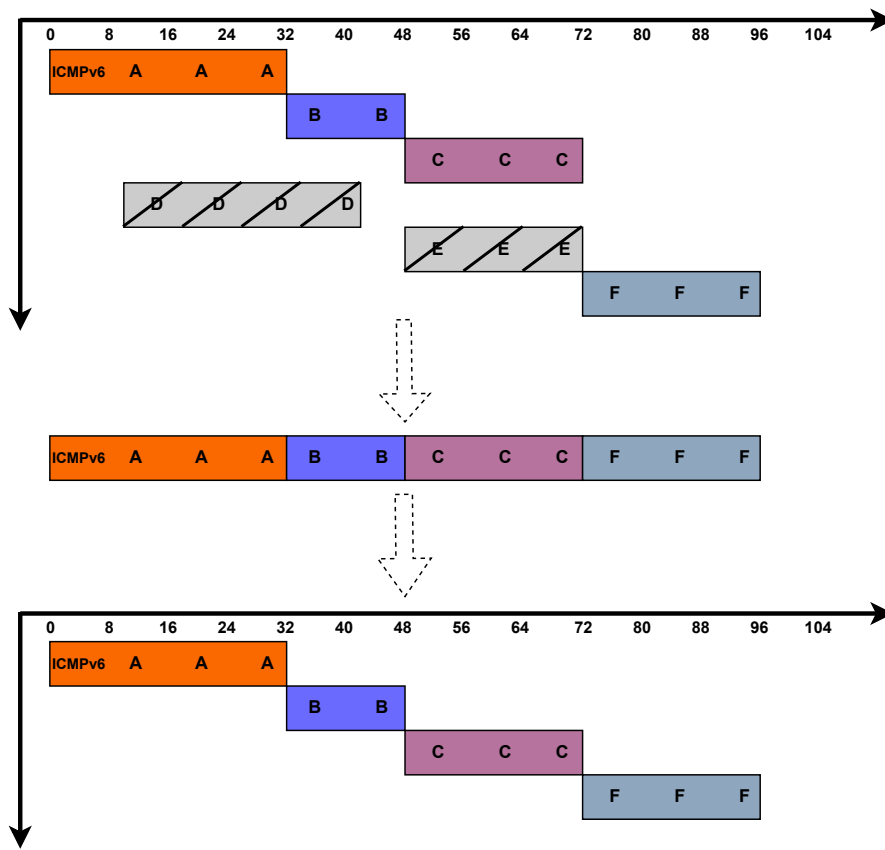 0 8 16 24 32 40 48 56 64 72 80 88 96 104
ICMPv6 A A A
B B
C C C
D D D D
E E E
F F F
ICMPv6 A A A B B C C C F F F
0 8 16 24 32 40 48 56 64 72 80 88 96 104
ICMPv6 A A A
B B
C C C
F F F